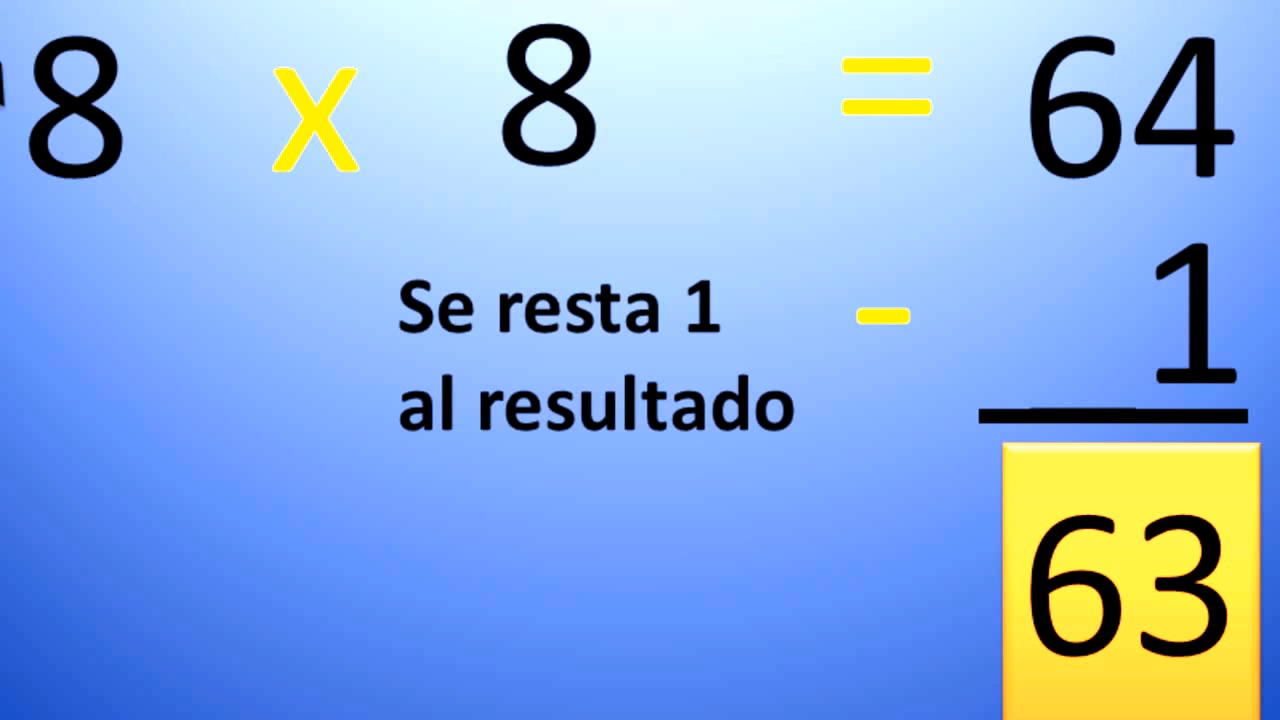 8 x 8 = 64
Se resta 1 - 1
al resultado
63